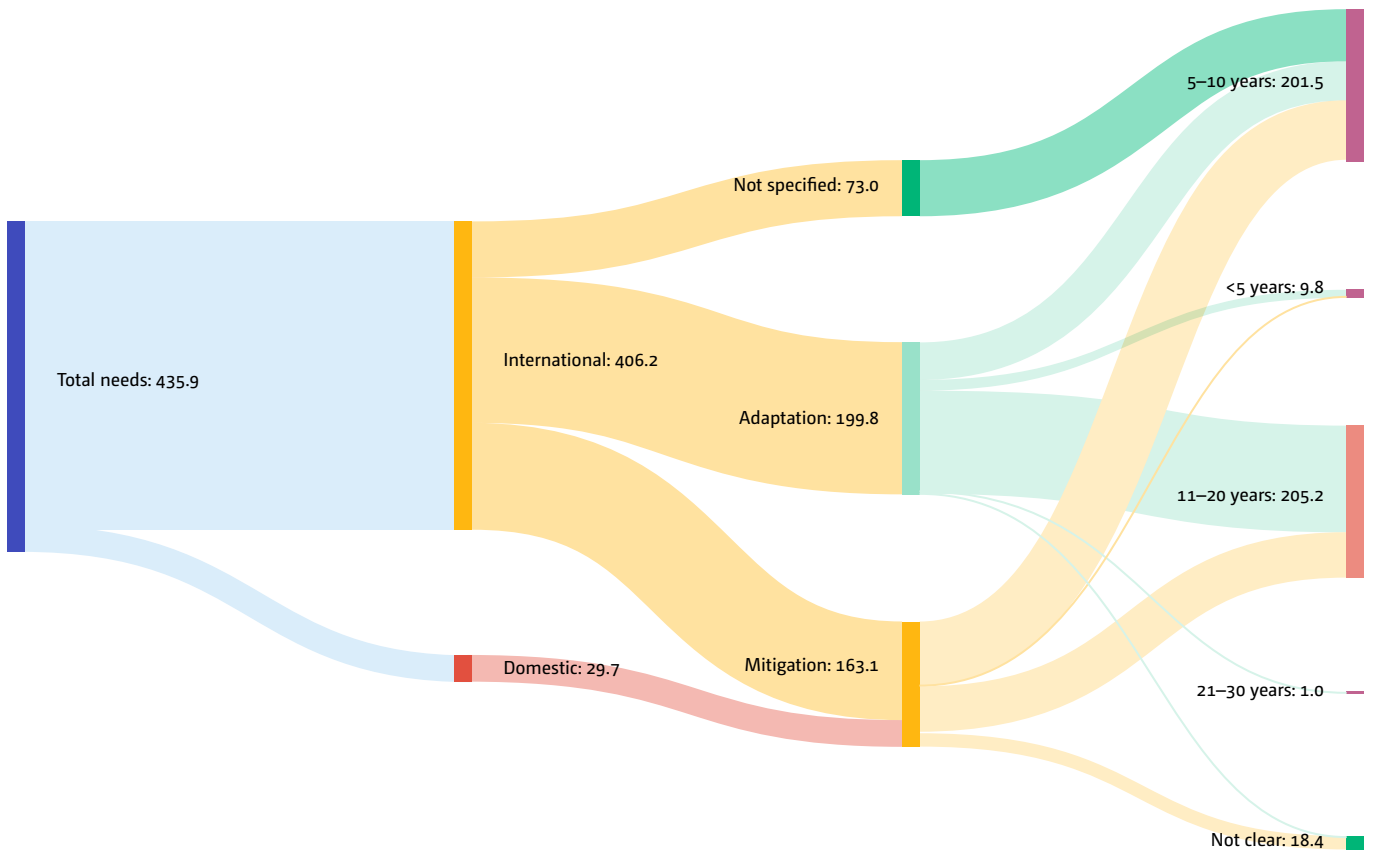 Total needs: 435.9
International: 406.2
Domestic: 29.7
Not specified: 73.0
Adaptation: 199.8
Mitigation: 163.1
5–10 years: 201.5
<5 years: 9.8
11–20 years: 205.2
21–30 years: 1.0
Not clear: 18.4